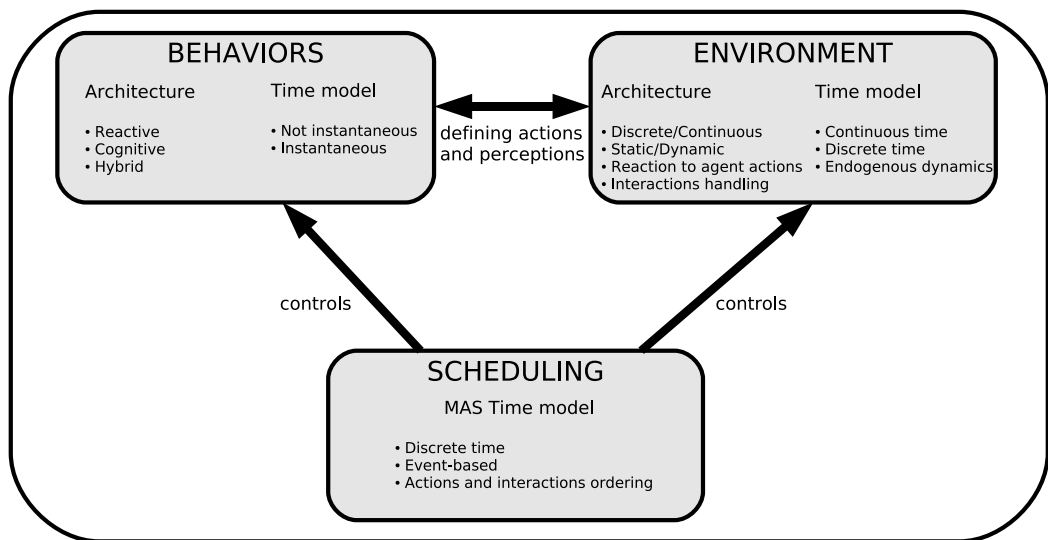 BEHAVIORS
Architecture
• Reactive
• Cognitive
• Hybrid
Time model
• Not instantaneous
• Instantaneous
defining actions
and perceptions
ENVIRONMENT
Architecture
• Discrete/Continuous
• Static/Dynamic
• Reaction to agent actions
• Interactions handling
Time model
• Continuous time
• Discrete time
• Endogenous dynamics
controls
controls
SCHEDULING
MAS Time model
• Discrete time
• Event-based
• Actions and interactions ordering